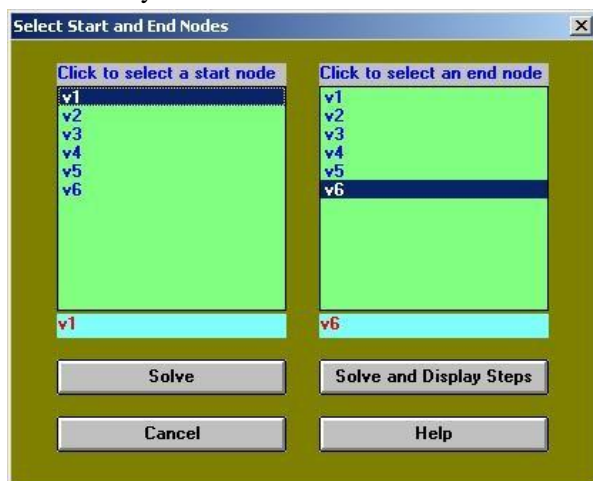 Select Start and End Nodes
Click to select a start node
v1
v2
v3
v4
v5
v6
v1
Click to select an end node
v1
v2
v3
v4
v5
v6
v6
Solve
Solve and Display Steps
Cancel
Help